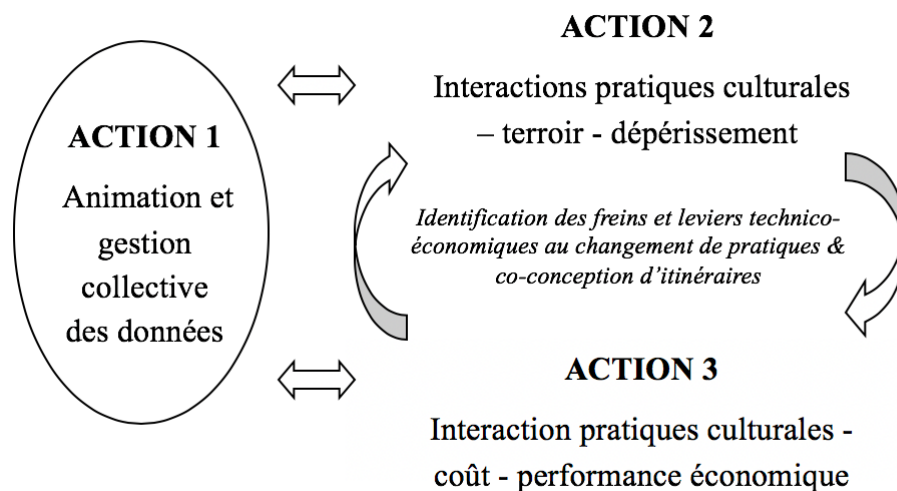 ACTION 1
Animation et
gestion
collective
des données
ACTION 2
Interactions pratiques culturales
– terroir - dépérissement
Identification des freins et leviers technico-
économiques au changement de pratiques &
co-conception d’itinéraires
ACTION 3
Interaction pratiques culturales -
coût - performance économique